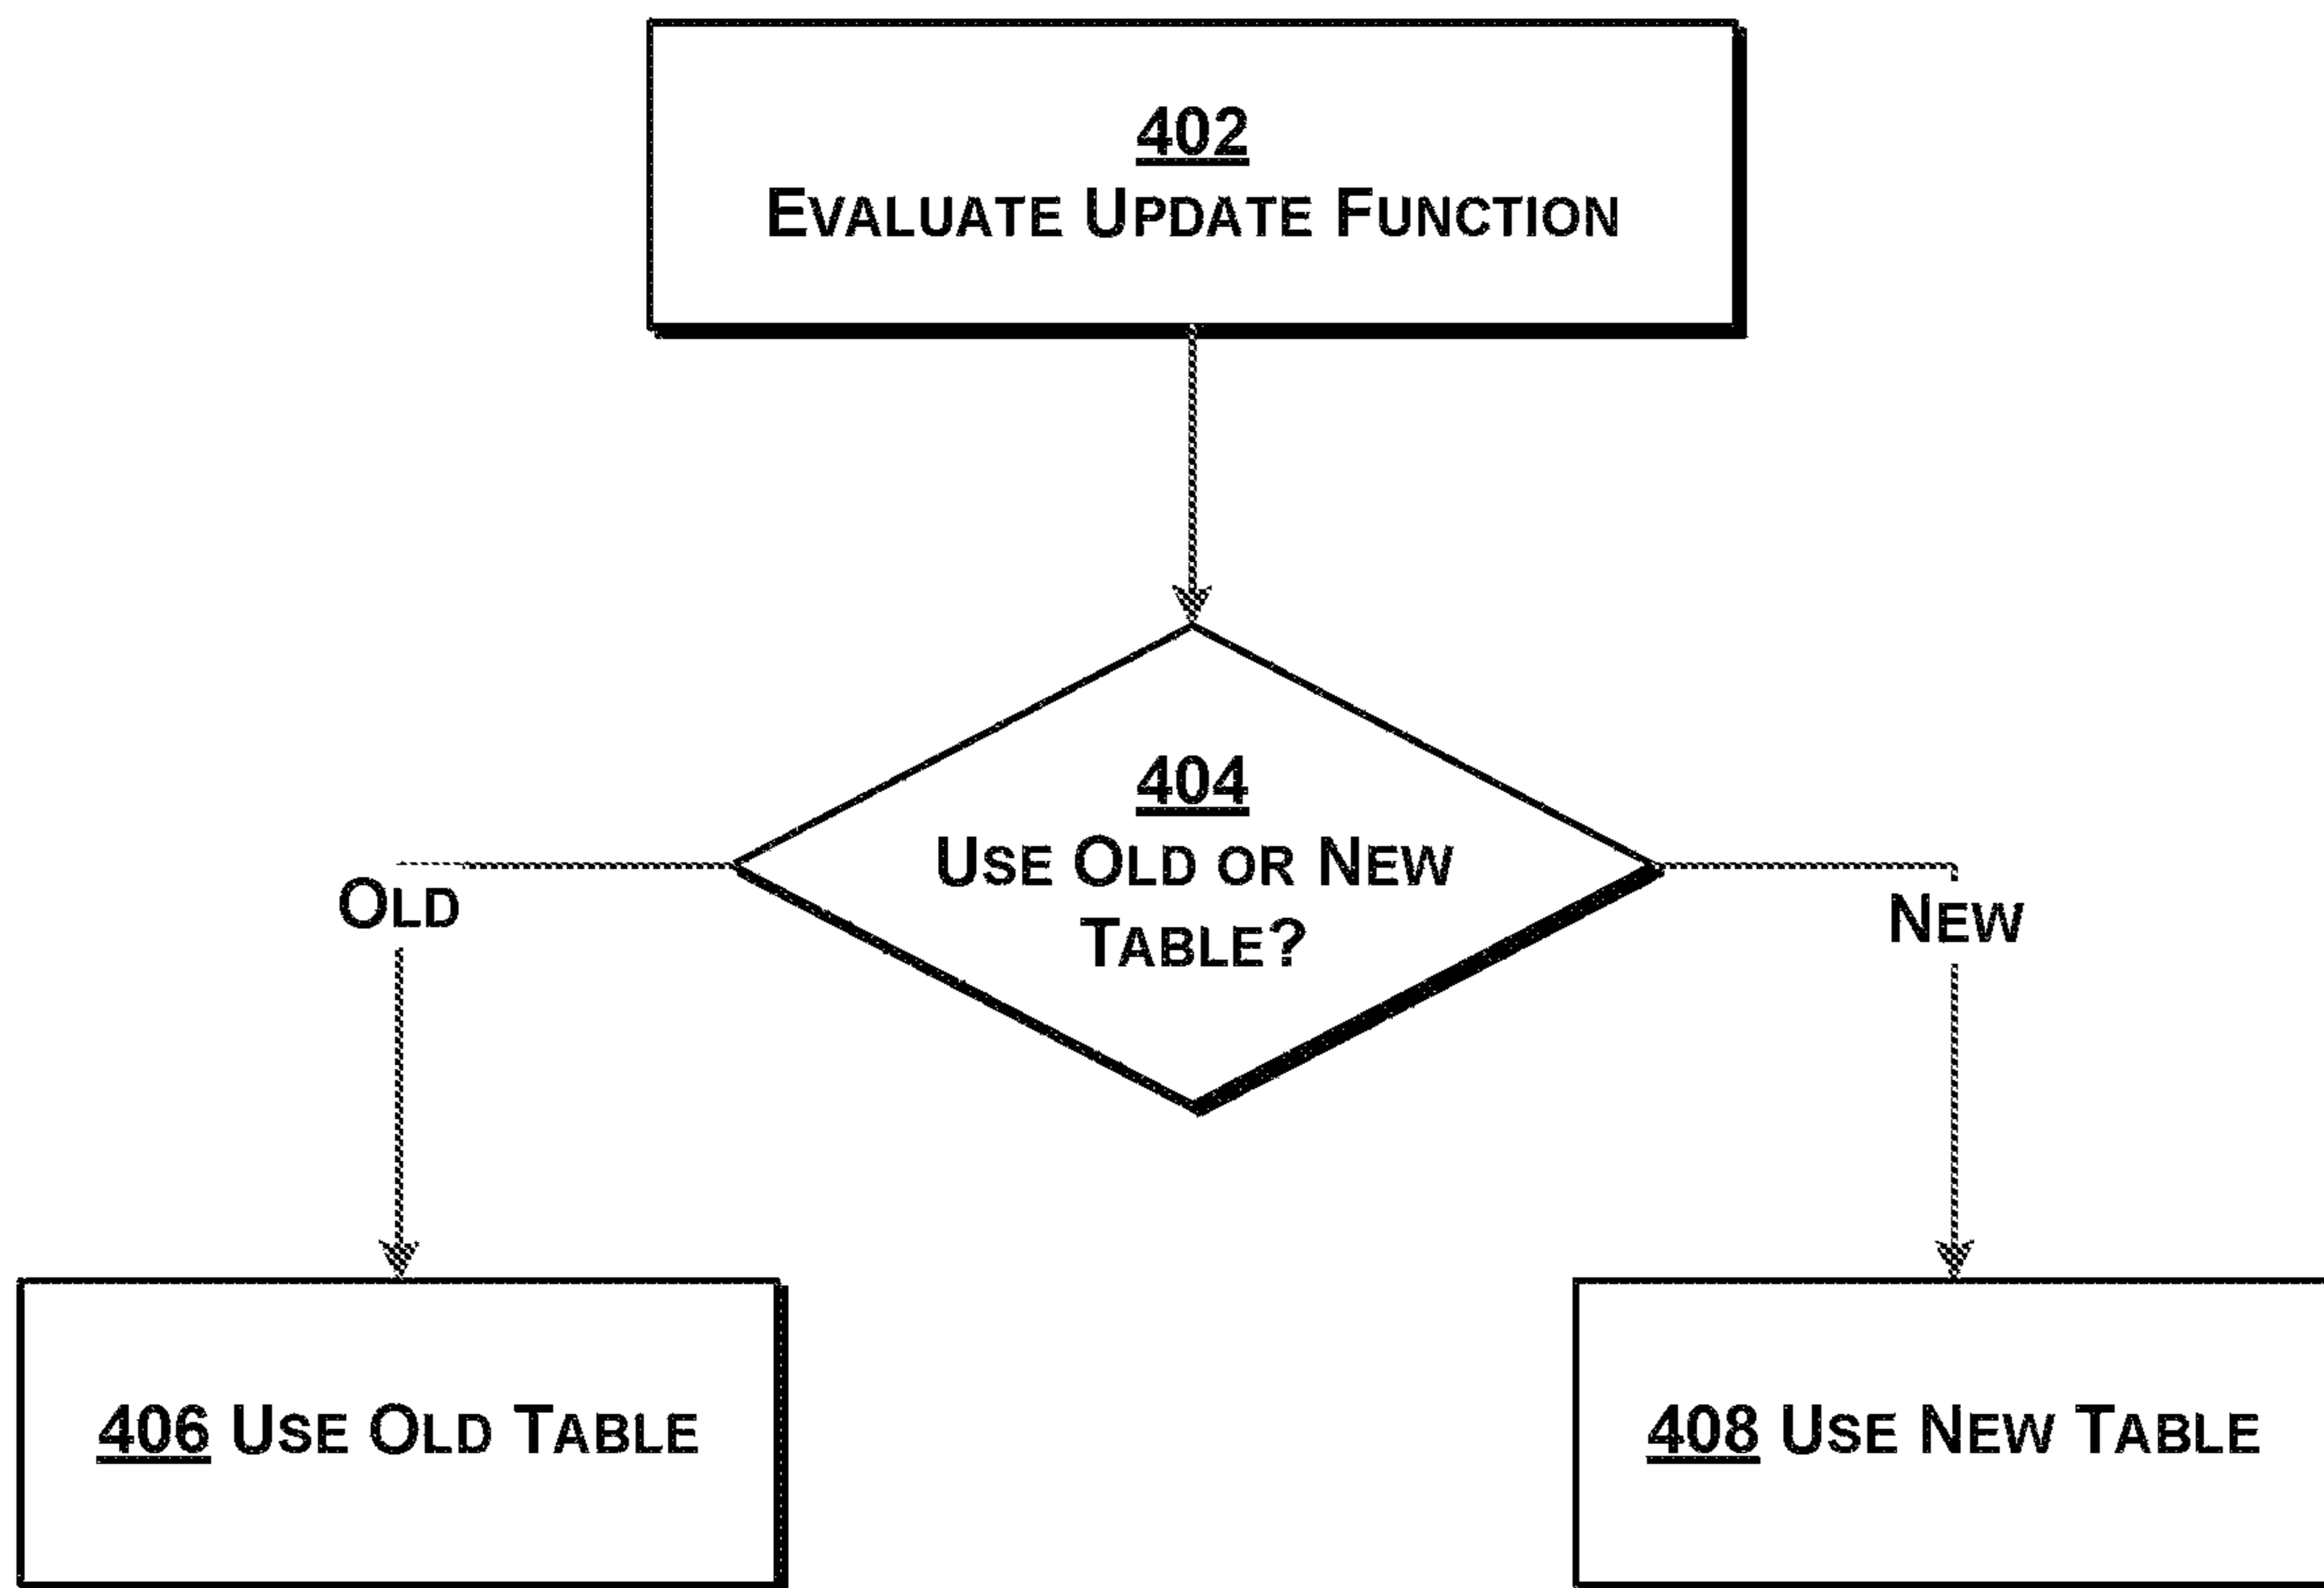 402
EVALUATE UPDATE FUNCTION
404
USE OLD OR NEW
TABLE?
OLD
NEW
406 USE OLD TABLE
408 USE NEW TABLE